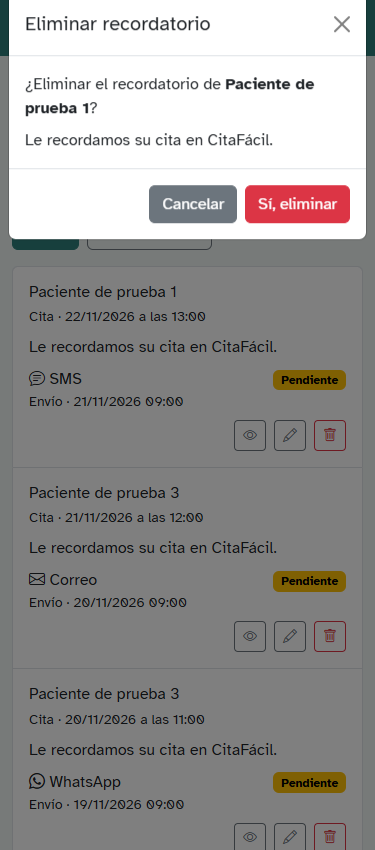 Eliminar recordatorio
¿Eliminar el recordatorio de Paciente de
prueba 1?
Le recordamos su cita en CitaFácil.
Cancelar
Sí, eliminar
Paciente de prueba 1
Cita · 22/11/2026 a las 13:00
Le recordamos su cita en CitaFácil.
SMS
Pendiente
Envío · 21/11/2026 09:00
Paciente de prueba 3
Cita · 21/11/2026 a las 12:00
Le recordamos su cita en CitaFácil.
Correo
Pendiente
Envío · 20/11/2026 09:00
Paciente de prueba 3
Cita · 20/11/2026 a las 11:00
Le recordamos su cita en CitaFácil.
WhatsApp
Pendiente
Envío · 19/11/2026 09:00